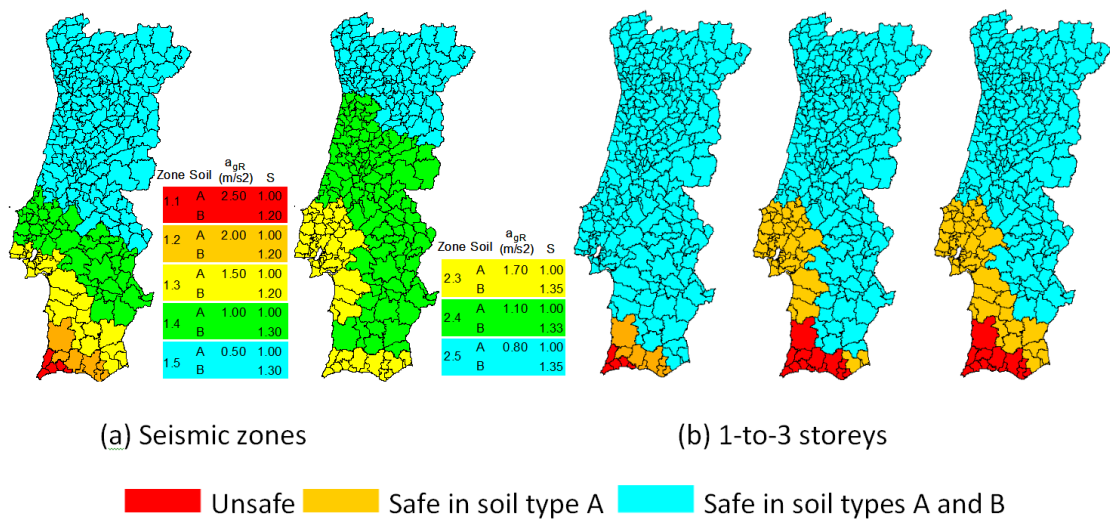 Zone Soil agR (m/s2) S
1.1 A 2.50 1.00
B 1.20
1.2 A 2.00 1.00
B 1.20
1.3 A 1.50 1.00
B 1.20
1.4 A 1.00 1.00
B 1.30
1.5 A 0.50 1.00
B 1.30
Zone Soil agR (m/s2) S
2.3 A 1.70 1.00
B 1.35
2.4 A 1.10 1.00
B 1.33
2.5 A 0.80 1.00
B 1.35
(a) Seismic zones
(b) 1-to-3 storeys
Unsafe
Safe in soil type A
Safe in soil types A and B